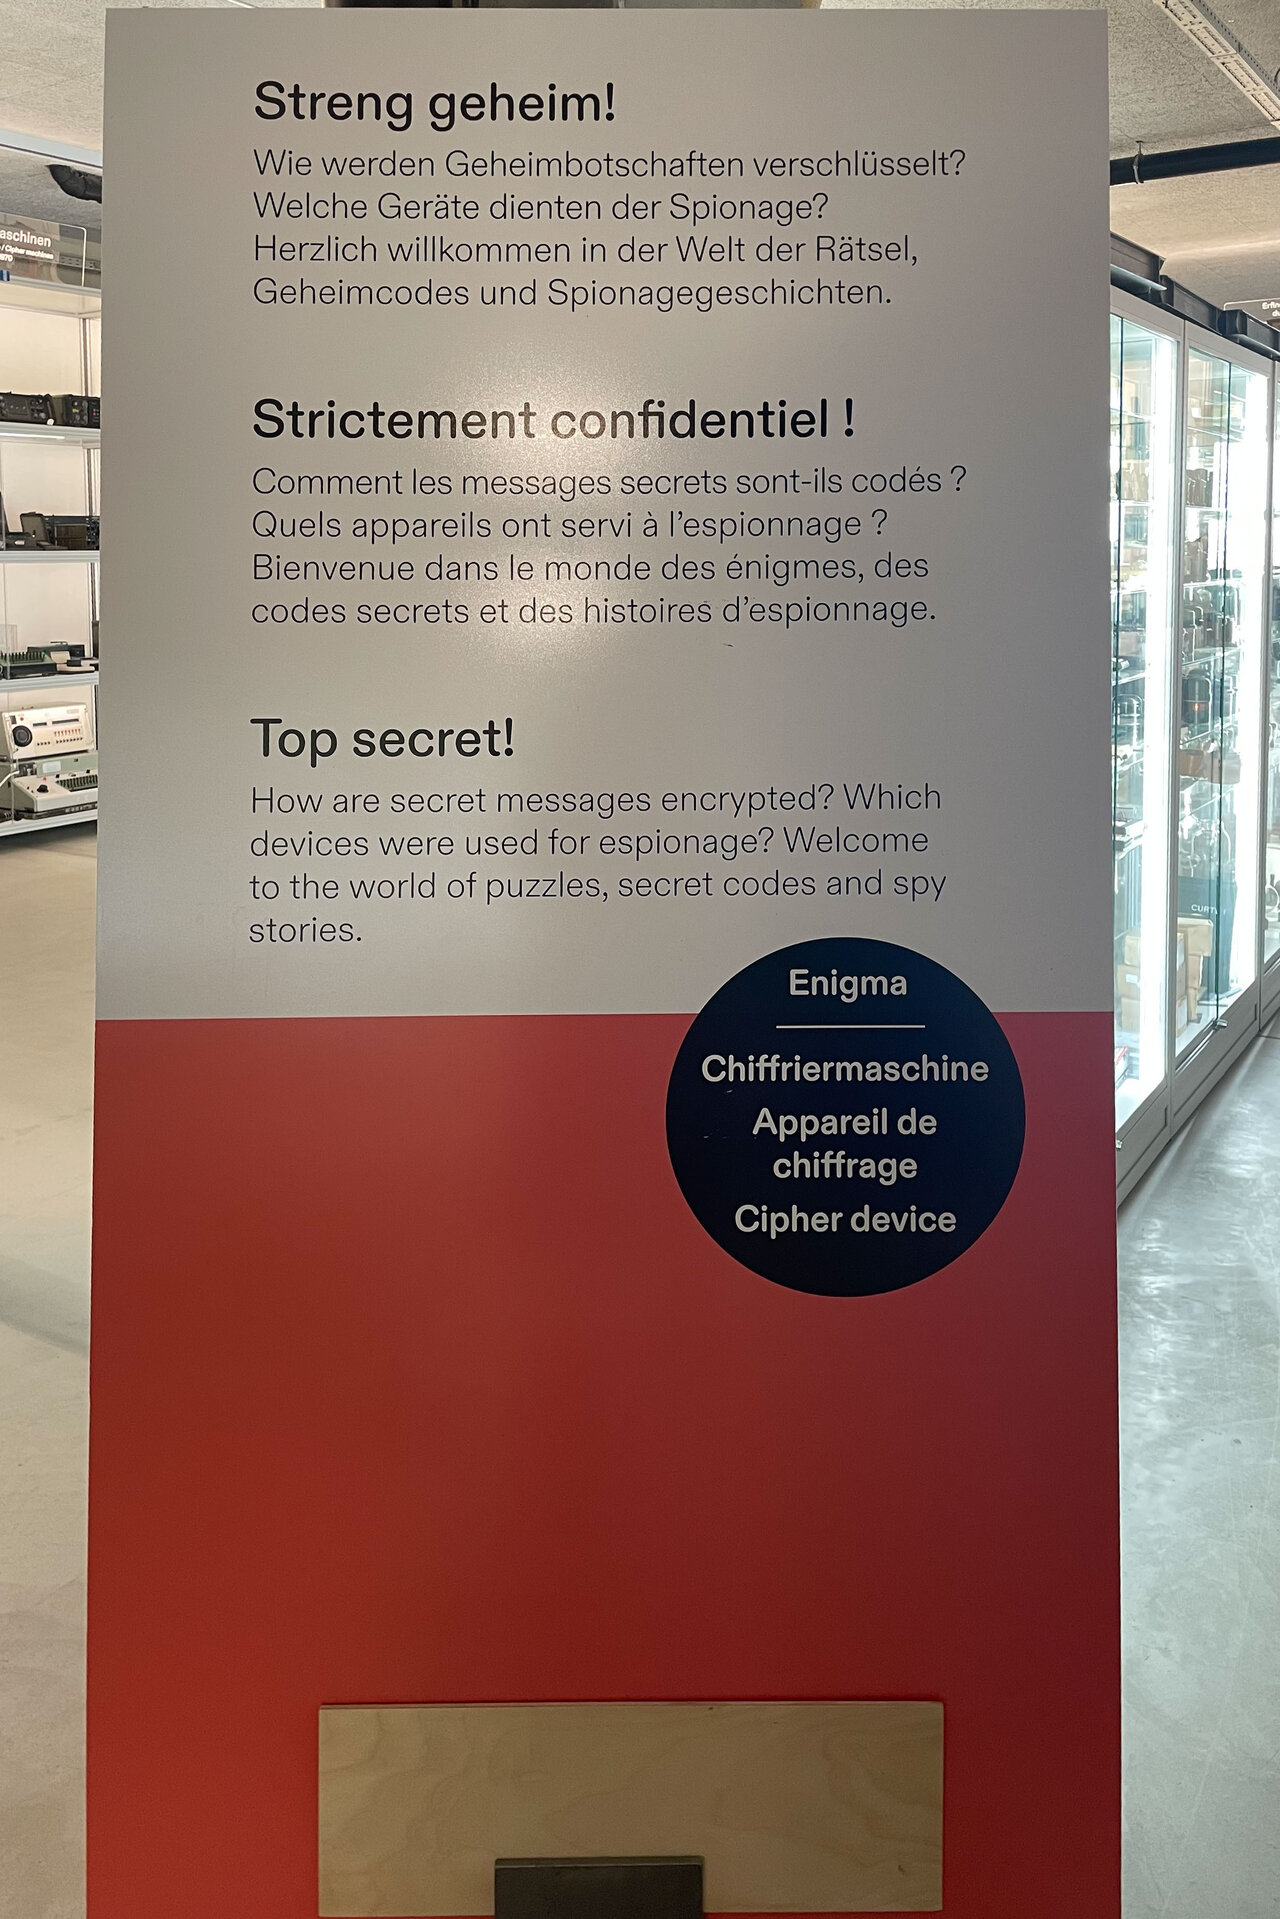 Streng geheim!
Wie werden Geheimbotschaften verschlüsselt?
Welche Geräte dienten der Spionage?
Herzlich willkommen in der Welt der Rätsel,
Geheimcodes und Spionagegeschichten.
Strictement confidentiel !
Comment les messages secrets sont-ils codés ?
Quels appareils ont servi à l'espionnage ?
Bienvenue dans le monde des énigmes, des
codes secrets et des histoires d'espionnage.
Top secret!
How are secret messages encrypted? Which
devices were used for espionage? Welcome
to the world of puzzles, secret codes and spy
stories.
Enigma
Chiffriermaschine
Appareil de
chiffrage
Cipher device
aschinen
/ Cipher machines